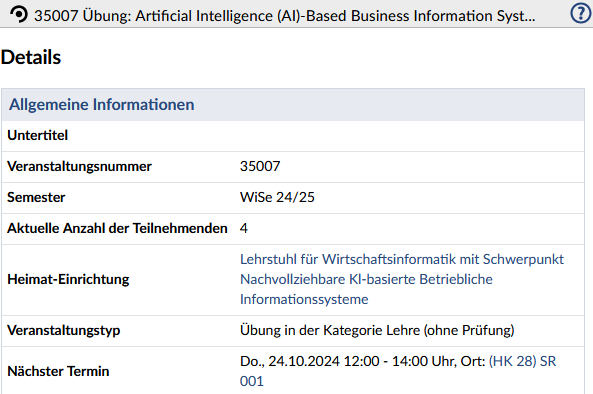 35007 Übung: Artificial Intelligence (AI)-Based Business Information Syst...
?
Details
Allgemeine Informationen
Untertitel
Veranstaltungsnummer 35007
Semester WiSe 24/25
Aktuelle Anzahl der Teilnehmenden 4
Heimat-Einrichtung Lehrstuhl für Wirtschaftsinformatik mit Schwerpunkt
Nachvollziehbare KI-basierte Betriebliche
Informationssysteme
Veranstaltungstyp Übung in der Kategorie Lehre (ohne Prüfung)
Nächster Termin Do., 24.10.2024 12:00 - 14:00 Uhr, Ort: (HK 28) SR
001